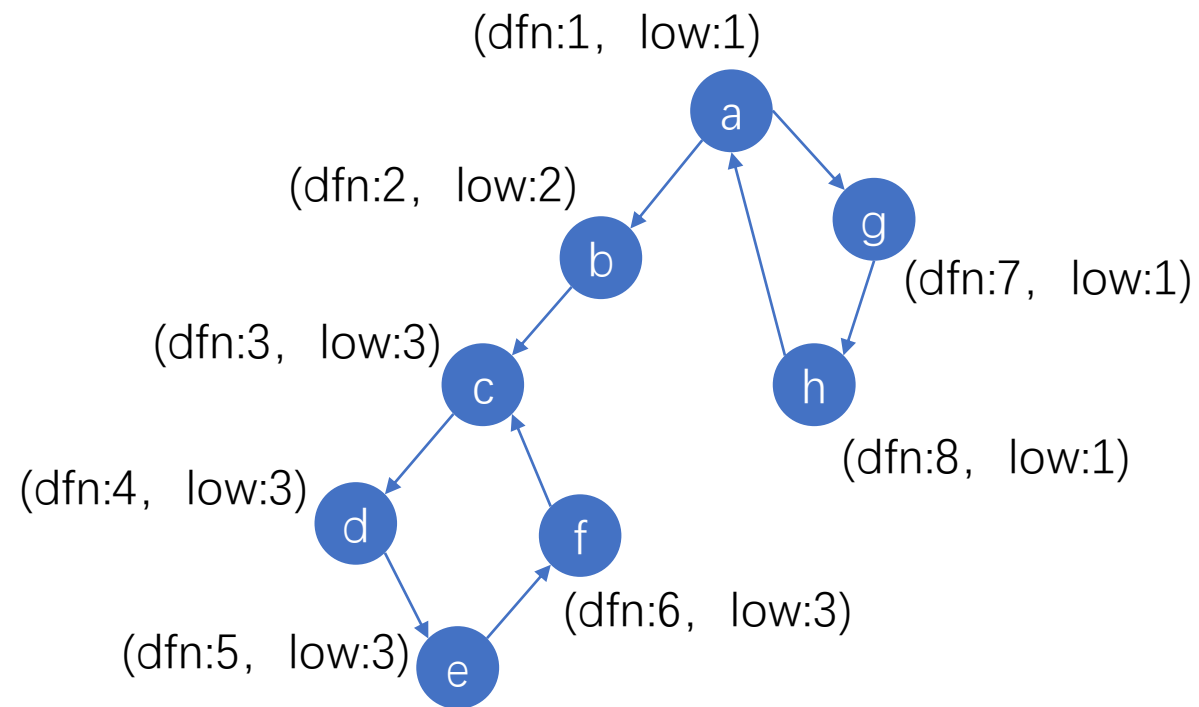 (dfn:1, low:1)
a
(dfn:2, low:2)
g
b
(dfn:7, low:1)
(dfn:3, low:3)
c
h
(dfn:8, low:1)
(dfn:4, low:3)
d
f
(dfn:6, low:3)
(dfn:5, low:3)
e